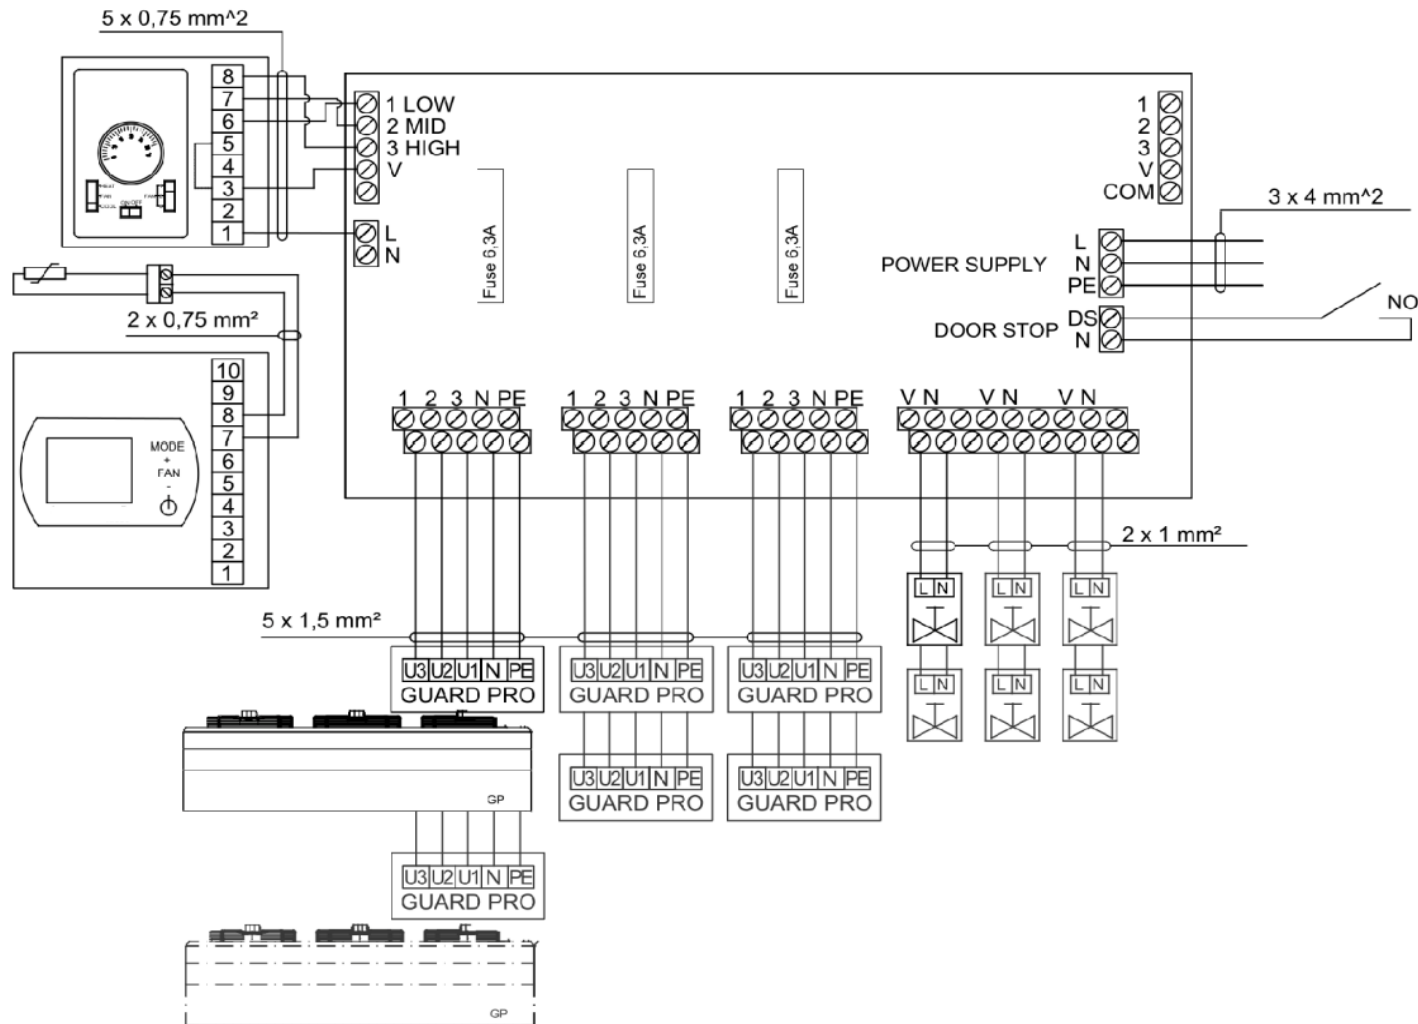 5 x 0,75 mm^2
8
7
6
5
4
3
2
1
FAN
COOL
ON OFF
1 LOW
2 MID
3 HIGH
V
L
N
Fuse 6,3A
Fuse 6,3A
Fuse 6,3A
1
2
3
V
COM
3 x 4 mm^2
POWER SUPPLY
L
N
PE
DOOR STOP
DS
N
NO
2 x 0,75 mm²
10
9
8
7
6
5
4
3
2
1
MODE
+
FAN
-
1 2 3 N PE
1 2 3 N PE
1 2 3 N PE
V N V N V N
2 x 1 mm²
L N
L N
L N
L N
L N
L N
5 x 1,5 mm²
U3 U2 U1 N PE
GUARD PRO
U3 U2 U1 N PE
GUARD PRO
U3 U2 U1 N PE
GUARD PRO
U3 U2 U1 N PE
GUARD PRO
U3 U2 U1 N PE
GUARD PRO
GP
U3 U2 U1 N PE
GUARD PRO
GP